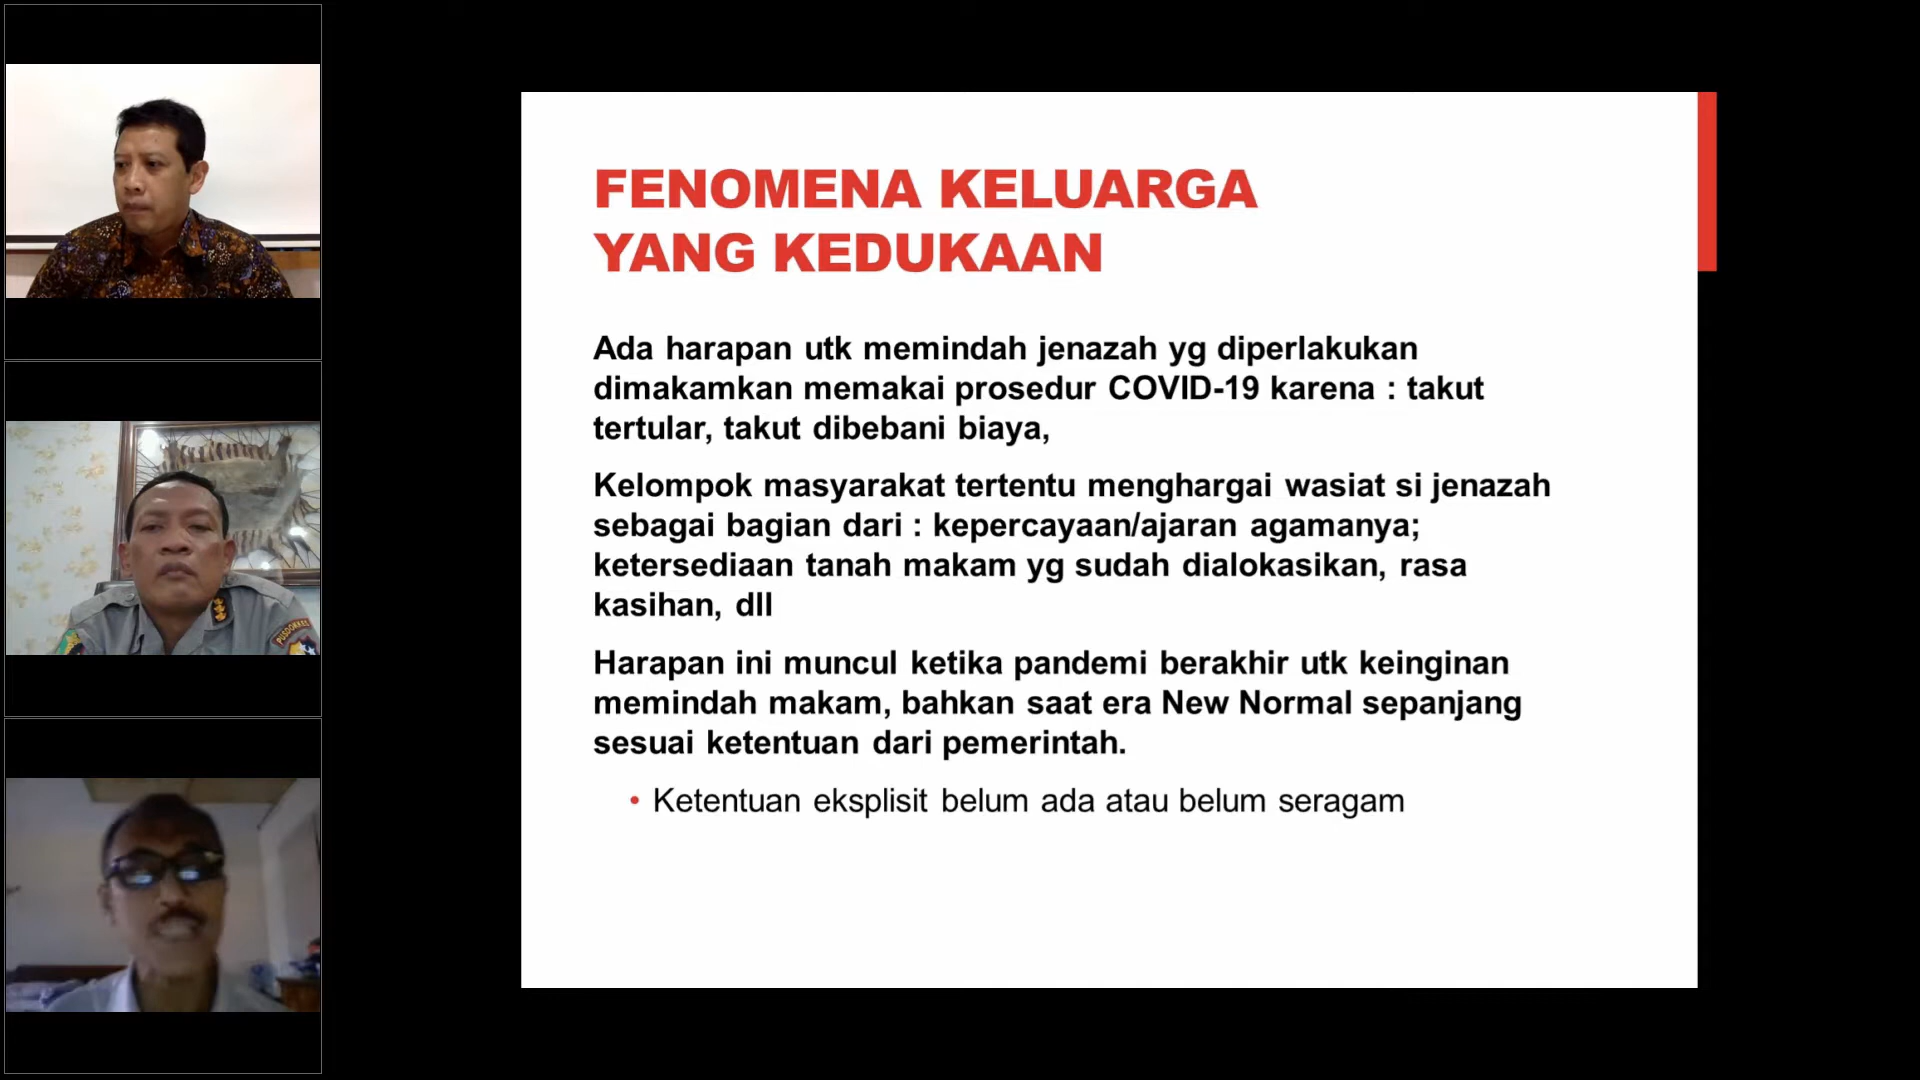 FENOMENA KELUARGA
YANG KEDUKAAN
Ada harapan utk memindah jenazah yg diperlakukan
dimakamkan memakai prosedur COVID-19 karena : takut
tertular, takut dibebani biaya,
Kelompok masyarakat tertentu menghargai wasiat si jenazah
sebagai bagian dari : kepercayaan/ajaran agamanya;
ketersediaan tanah makam yg sudah dialokasikan, rasa
kasihan, dll
Harapan ini muncul ketika pandemi berakhir utk keinginan
memindah makam, bahkan saat era New Normal sepanjang
sesuai ketentuan dari pemerintah.
• Ketentuan eksplisit belum ada atau belum seragam
PUSDOKKES